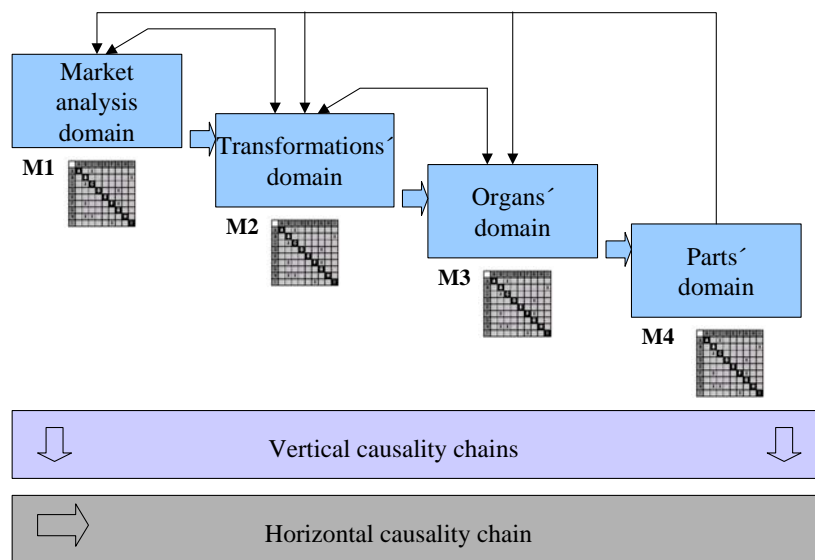 Market
analysis
domain
M1
Transformations´
domain
M2
Organs´
domain
M3
Parts´
domain
M4
Vertical causality chains
Horizontal causality chain